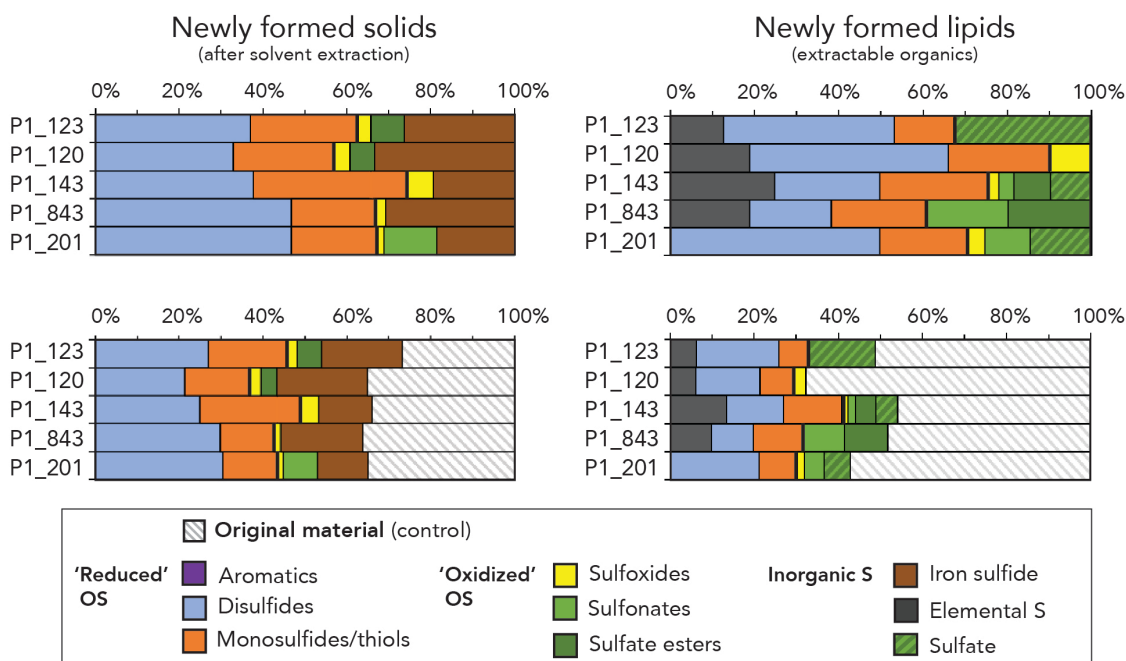 Newly formed solids
(after solvent extraction)
0% 20% 40% 60% 80% 100%
P1_123
P1_120
P1_143
P1_843
P1_201
Newly formed lipids
(extractable organics)
0% 20% 40% 60% 80% 100%
P1_123
P1_120
P1_143
P1_843
P1_201
0% 20% 40% 60% 80% 100%
P1_123
P1_120
P1_143
P1_843
P1_201
0% 20% 40% 60% 80% 100%
P1_123
P1_120
P1_143
P1_843
P1_201
Original material (control)
‘Reduced’
OS
Aromatics
Disulfides
Monosulfides/thiols
‘Oxidized’
OS
Sulfoxides
Sulfonates
Sulfate esters
Inorganic S
Iron sulfide
Elemental S
Sulfate